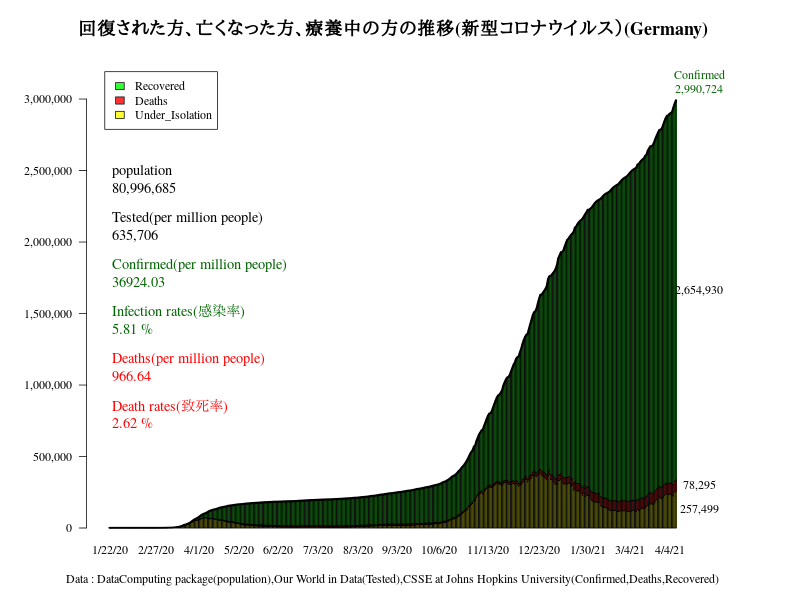 回復された方、亡くなった方、療養中の方の推移(新型コロナウイルス）(Germany)
Confirmed
2,990,724
Recovered
Deaths
Under_Isolation
3,000,000
2,500,000
2,000,000
1,500,000
1,000,000
500,000
0
population
80,996,685
Tested(per million people)
635,706
Confirmed(per million people)
36924.03
Infection rates(感染率)
5.81 %
Deaths(per million people)
966.64
Death rates(致死率)
2.62 %
2,654,930
78,295
257,499
1/22/20 2/27/20 4/1/20 5/2/20 6/2/20 7/3/20 8/3/20 9/3/20 10/6/20 11/13/20 12/23/20 1/30/21 3/4/21 4/4/21
Data : DataComputing package(population),Our World in Data(Tested),CSSE at Johns Hopkins University(Confirmed,Deaths,Recovered)